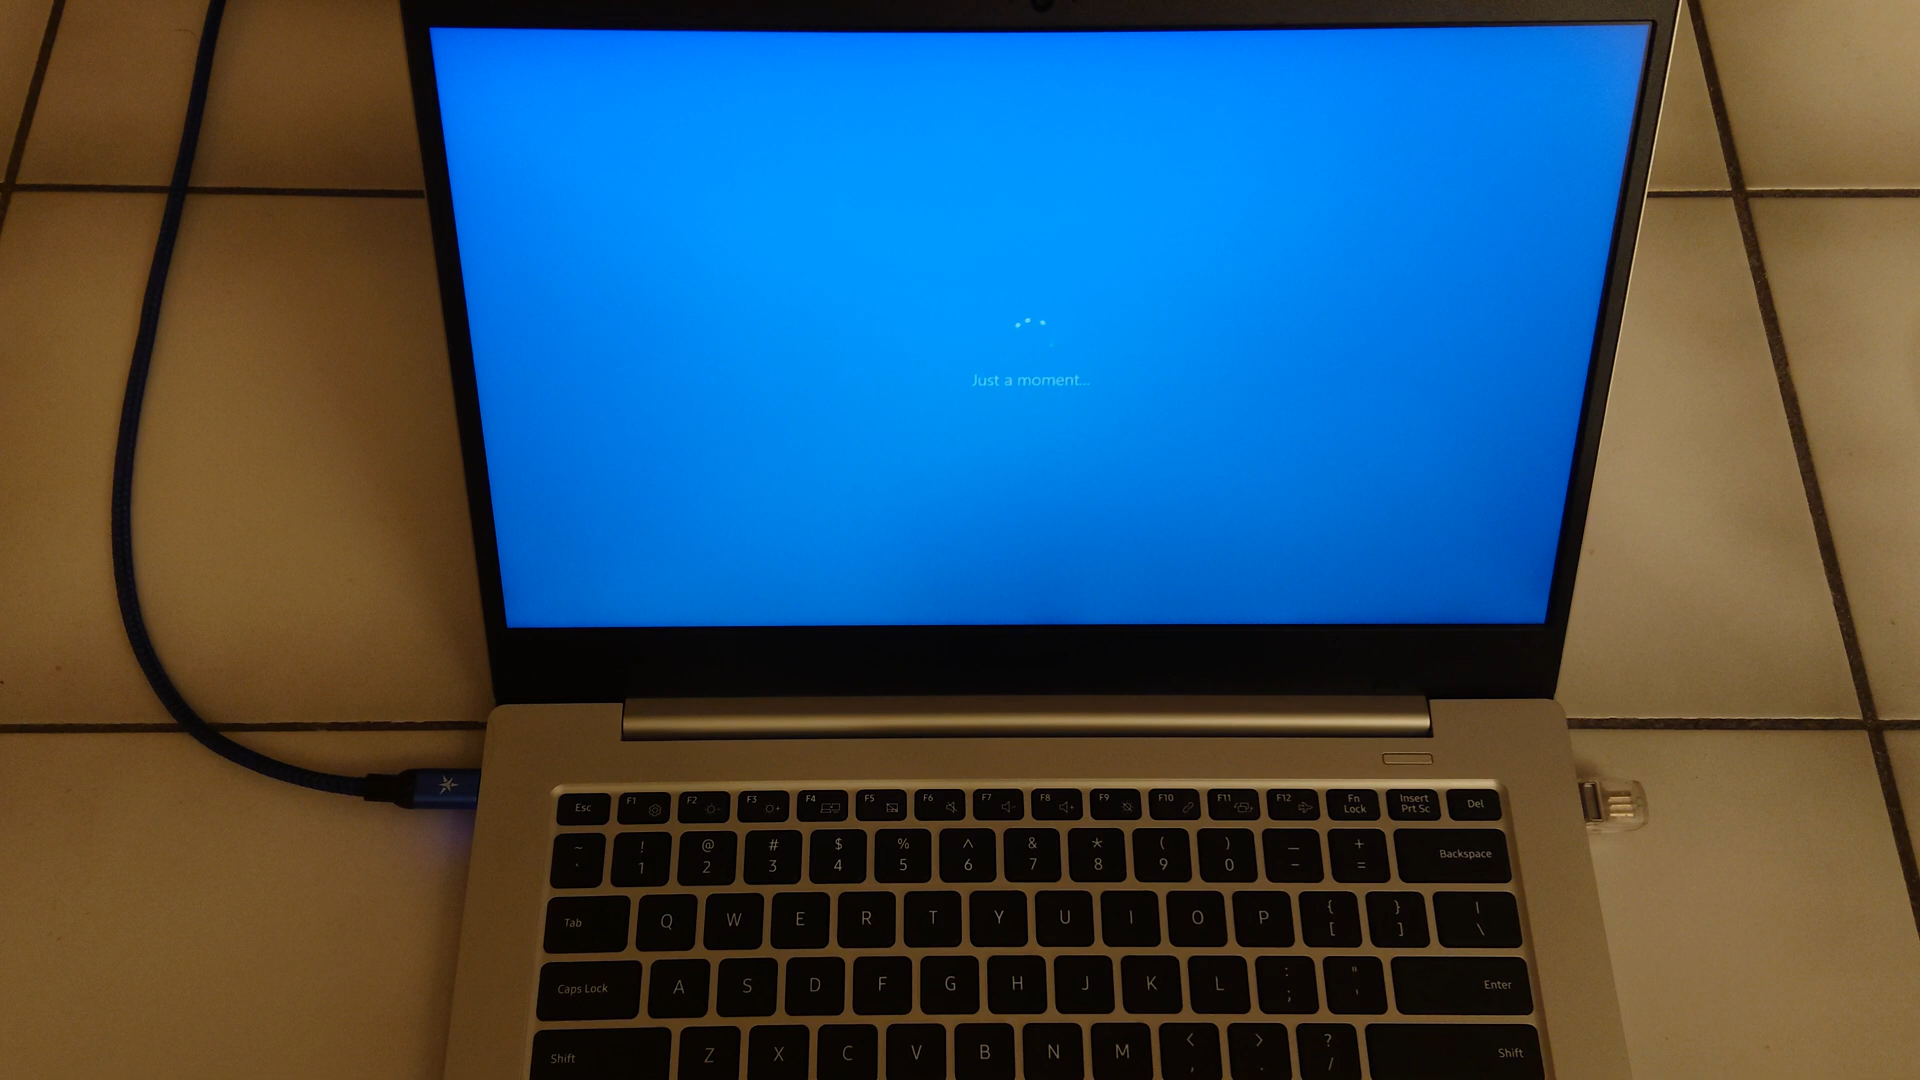 Just a moment...
Esc F1 F2 F3 F4 F5 F6 F7 F8 F9 F10 F11 F12 Fn Lock Insert Prt Sc Del
~ ` ! 1 @ 2 # 3 $ 4 % 5 ^ 6 & 7 * 8 ( 9 ) 0 _ - + = Backspace
Tab Q W E R T Y U I O P { [ } ] | \
Caps Lock A S D F G H J K L : ; " ' Enter
Shift Z X C V B N M < , > . ? / Shift